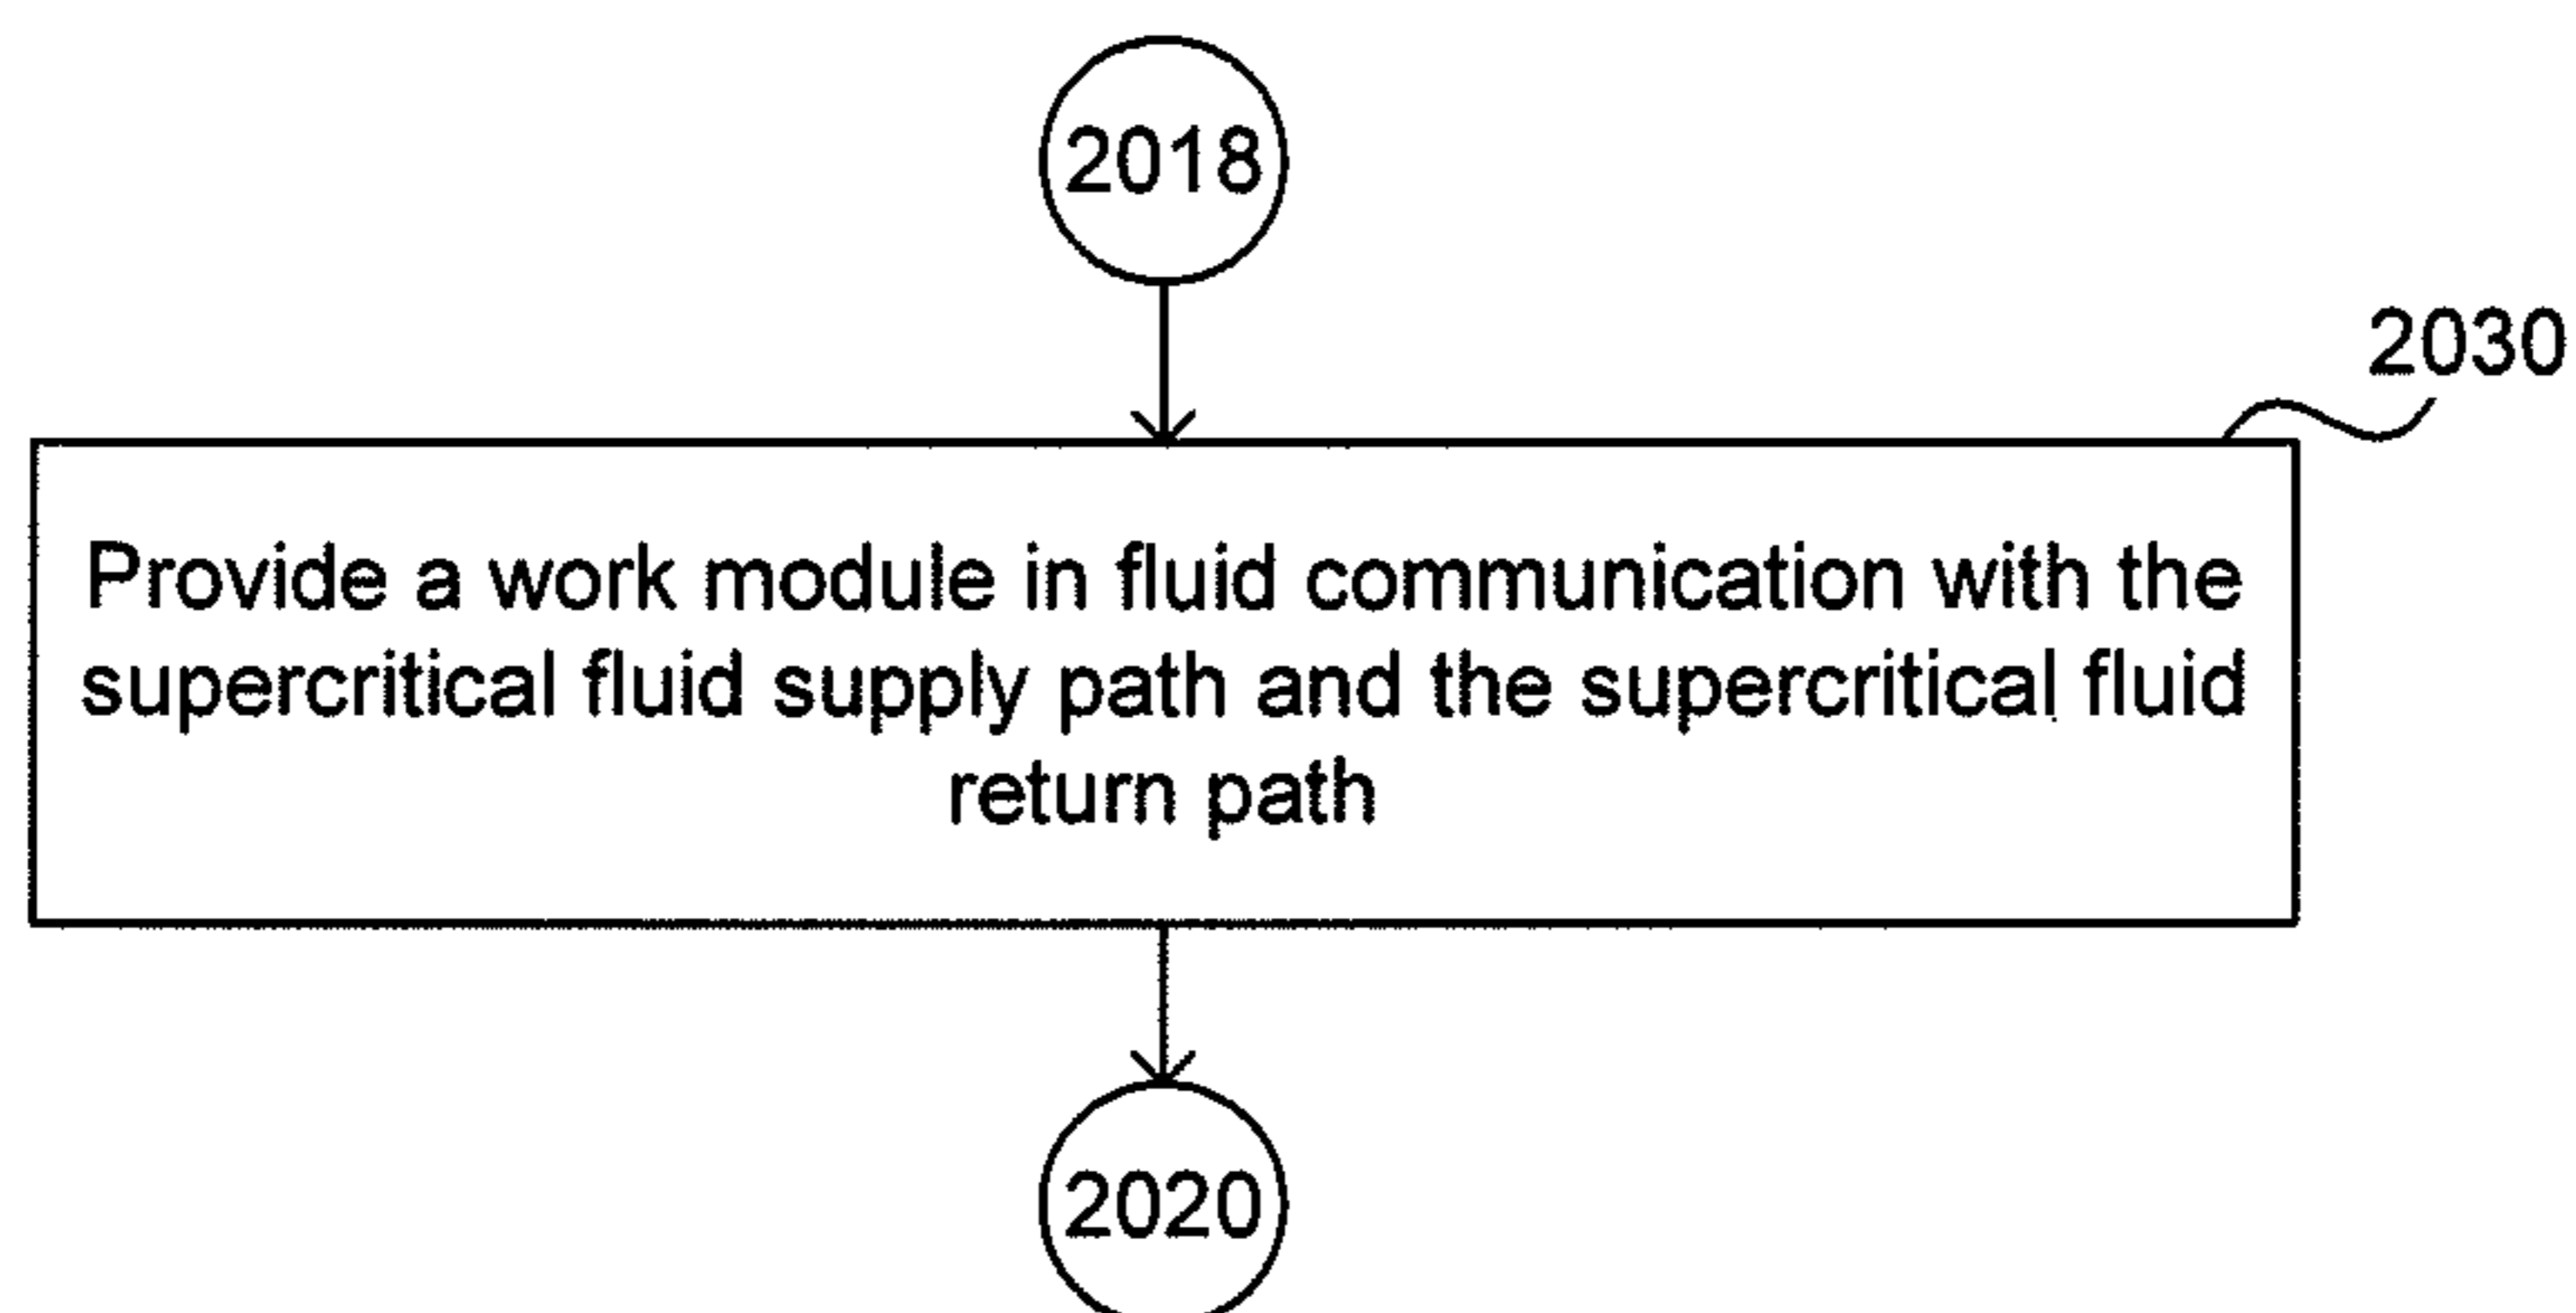 2018
2030
Provide a work module in fluid communication with the
supercritical fluid supply path and the supercritical fluid
return path
2020